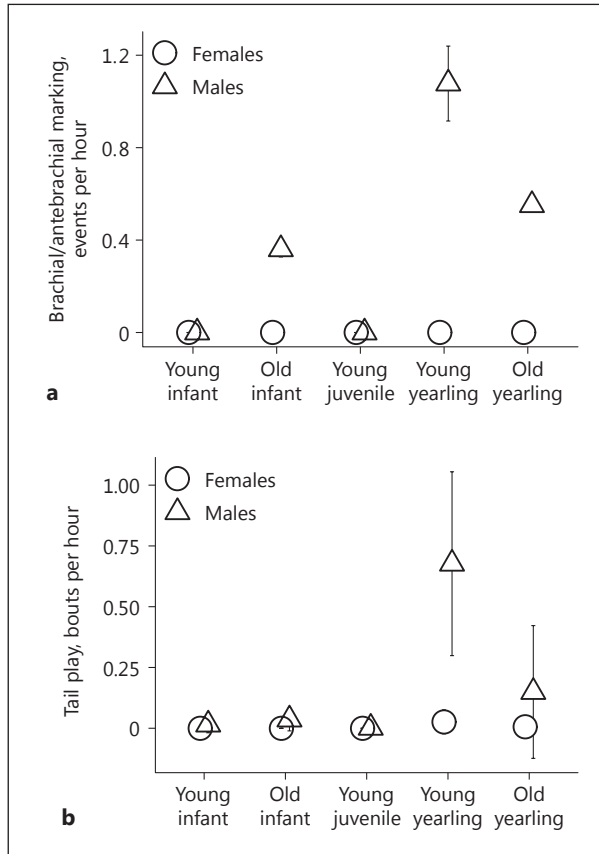 Brachial/antebrachial marking,
events per hour
1.2
0.8
0.4
0
Females
Males
Young
infant
Old
infant
Young
juvenile
Young
yearling
Old
yearling
a
Tail play, bouts per hour
1.00
0.75
0.50
0.25
0
Females
Males
Young
infant
Old
infant
Young
juvenile
Young
yearling
Old
yearling
b